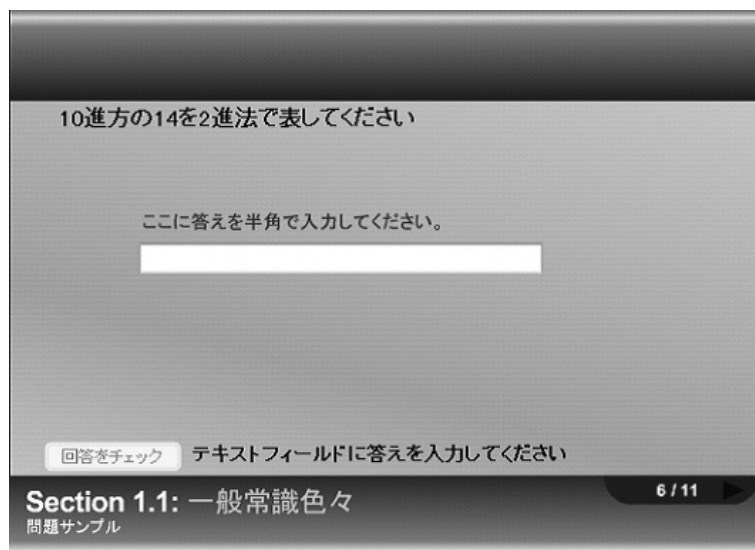 10進方の14を2進法で表してください
ここに答えを半角で入力してください。
回答をチェック テキストフィールドに答えを入力してください
Section 1.1: 一般常識色々
6 / 11
問題サンプル